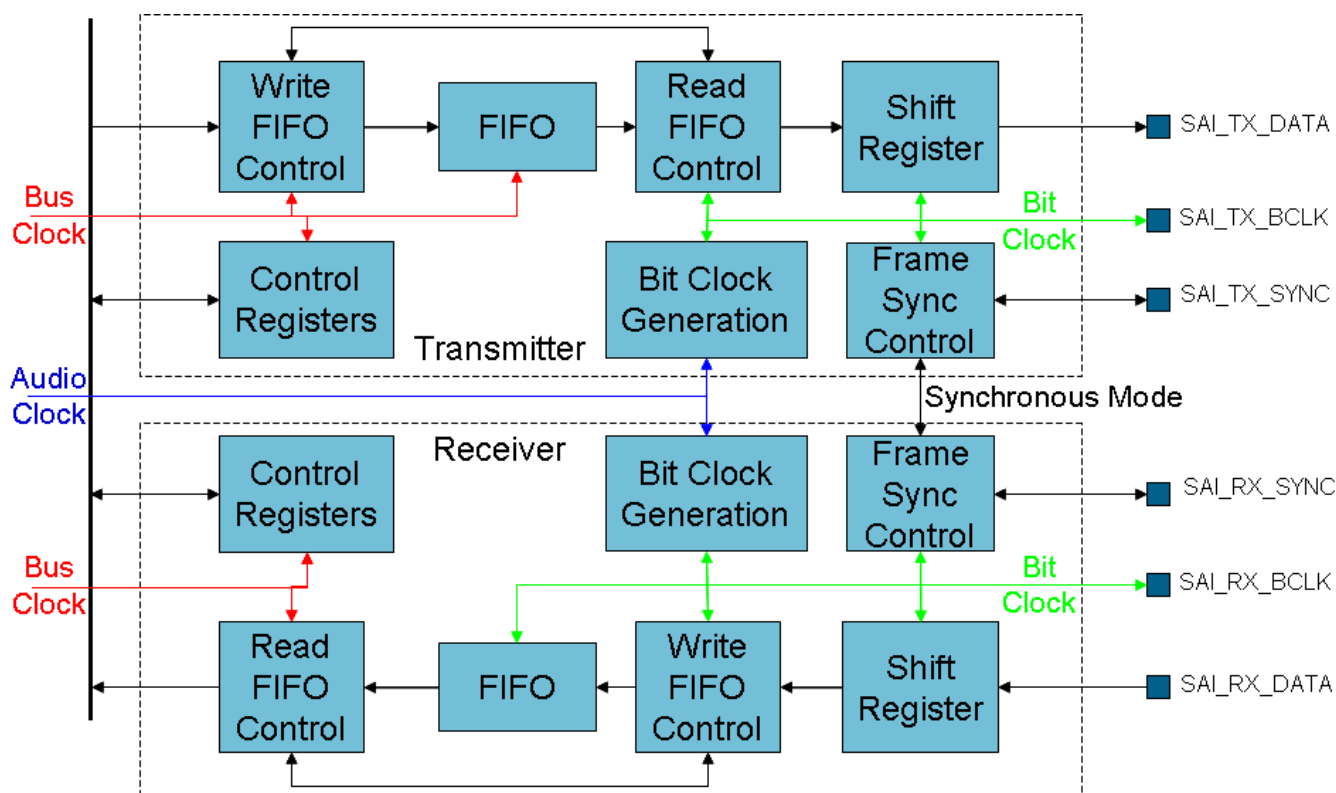 Write
FIFO
Control
FIFO
Read
FIFO
Control
Shift
Register
SAI_TX_DATA
Bus
Clock
Bit
Clock
SAI_TX_BCLK
Control
Registers
Bit Clock
Generation
Frame
Sync
Control
SAI_TX_SYNC
Transmitter
Audio
Clock
Synchronous Mode
Receiver
Control
Registers
Bit Clock
Generation
Frame
Sync
Control
SAI_RX_SYNC
Bus
Clock
Bit
Clock
SAI_RX_BCLK
Read
FIFO
Control
FIFO
Write
FIFO
Control
Shift
Register
SAI_RX_DATA